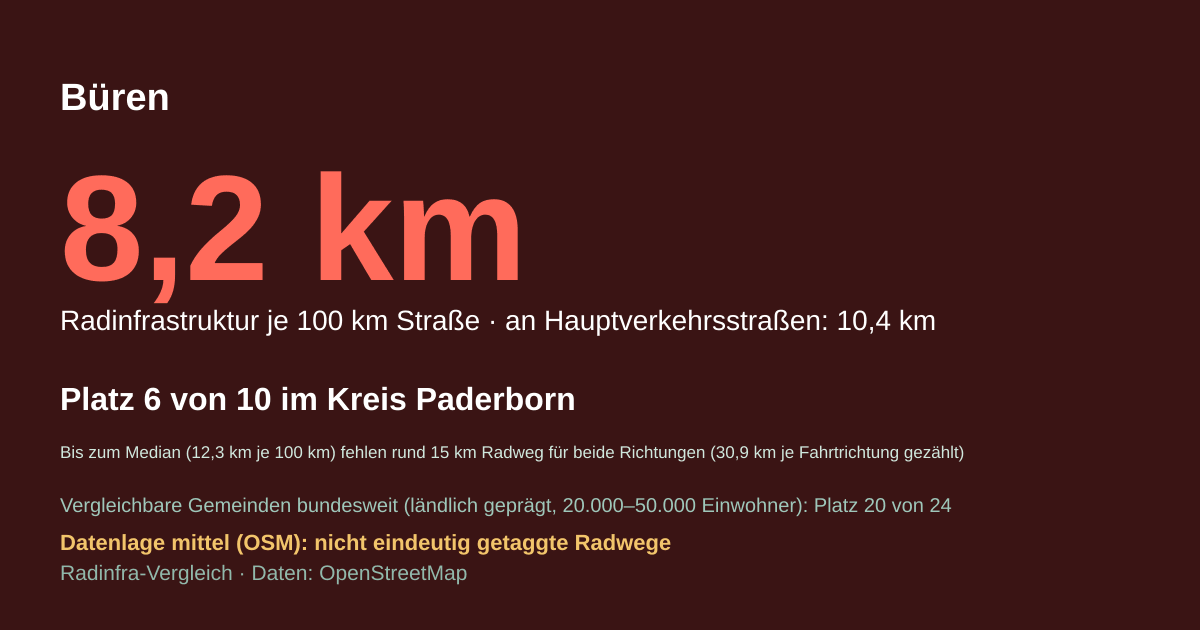 Büren
8,2 km
Radinfrastruktur je 100 km Straße · an Hauptverkehrsstraßen: 10,4 km
Platz 6 von 10 im Kreis Paderborn
Bis zum Median (12,3 km je 100 km) fehlen rund 15 km Radweg für beide Richtungen (30,9 km je Fahrtrichtung gezählt)
Vergleichbare Gemeinden bundesweit (ländlich geprägt, 20.000–50.000 Einwohner): Platz 20 von 24
Datenlage mittel (OSM): nicht eindeutig getaggte Radwege
Radinfra-Vergleich · Daten: OpenStreetMap